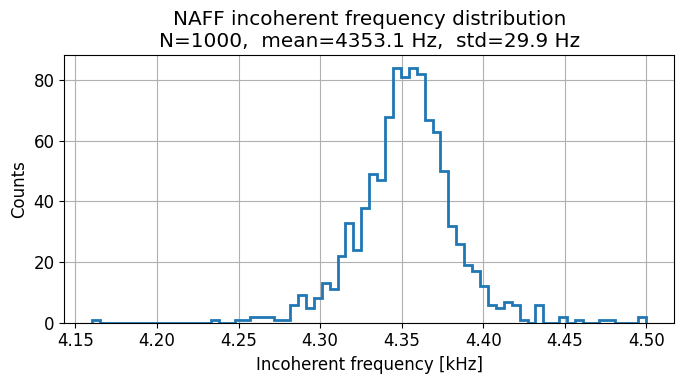 NAFF incoherent frequency distribution
N=1000,  mean=4353.1 Hz,  std=29.9 Hz
Counts
80
60
40
20
0
4.15 4.20 4.25 4.30 4.35 4.40 4.45 4.50
Incoherent frequency [kHz]